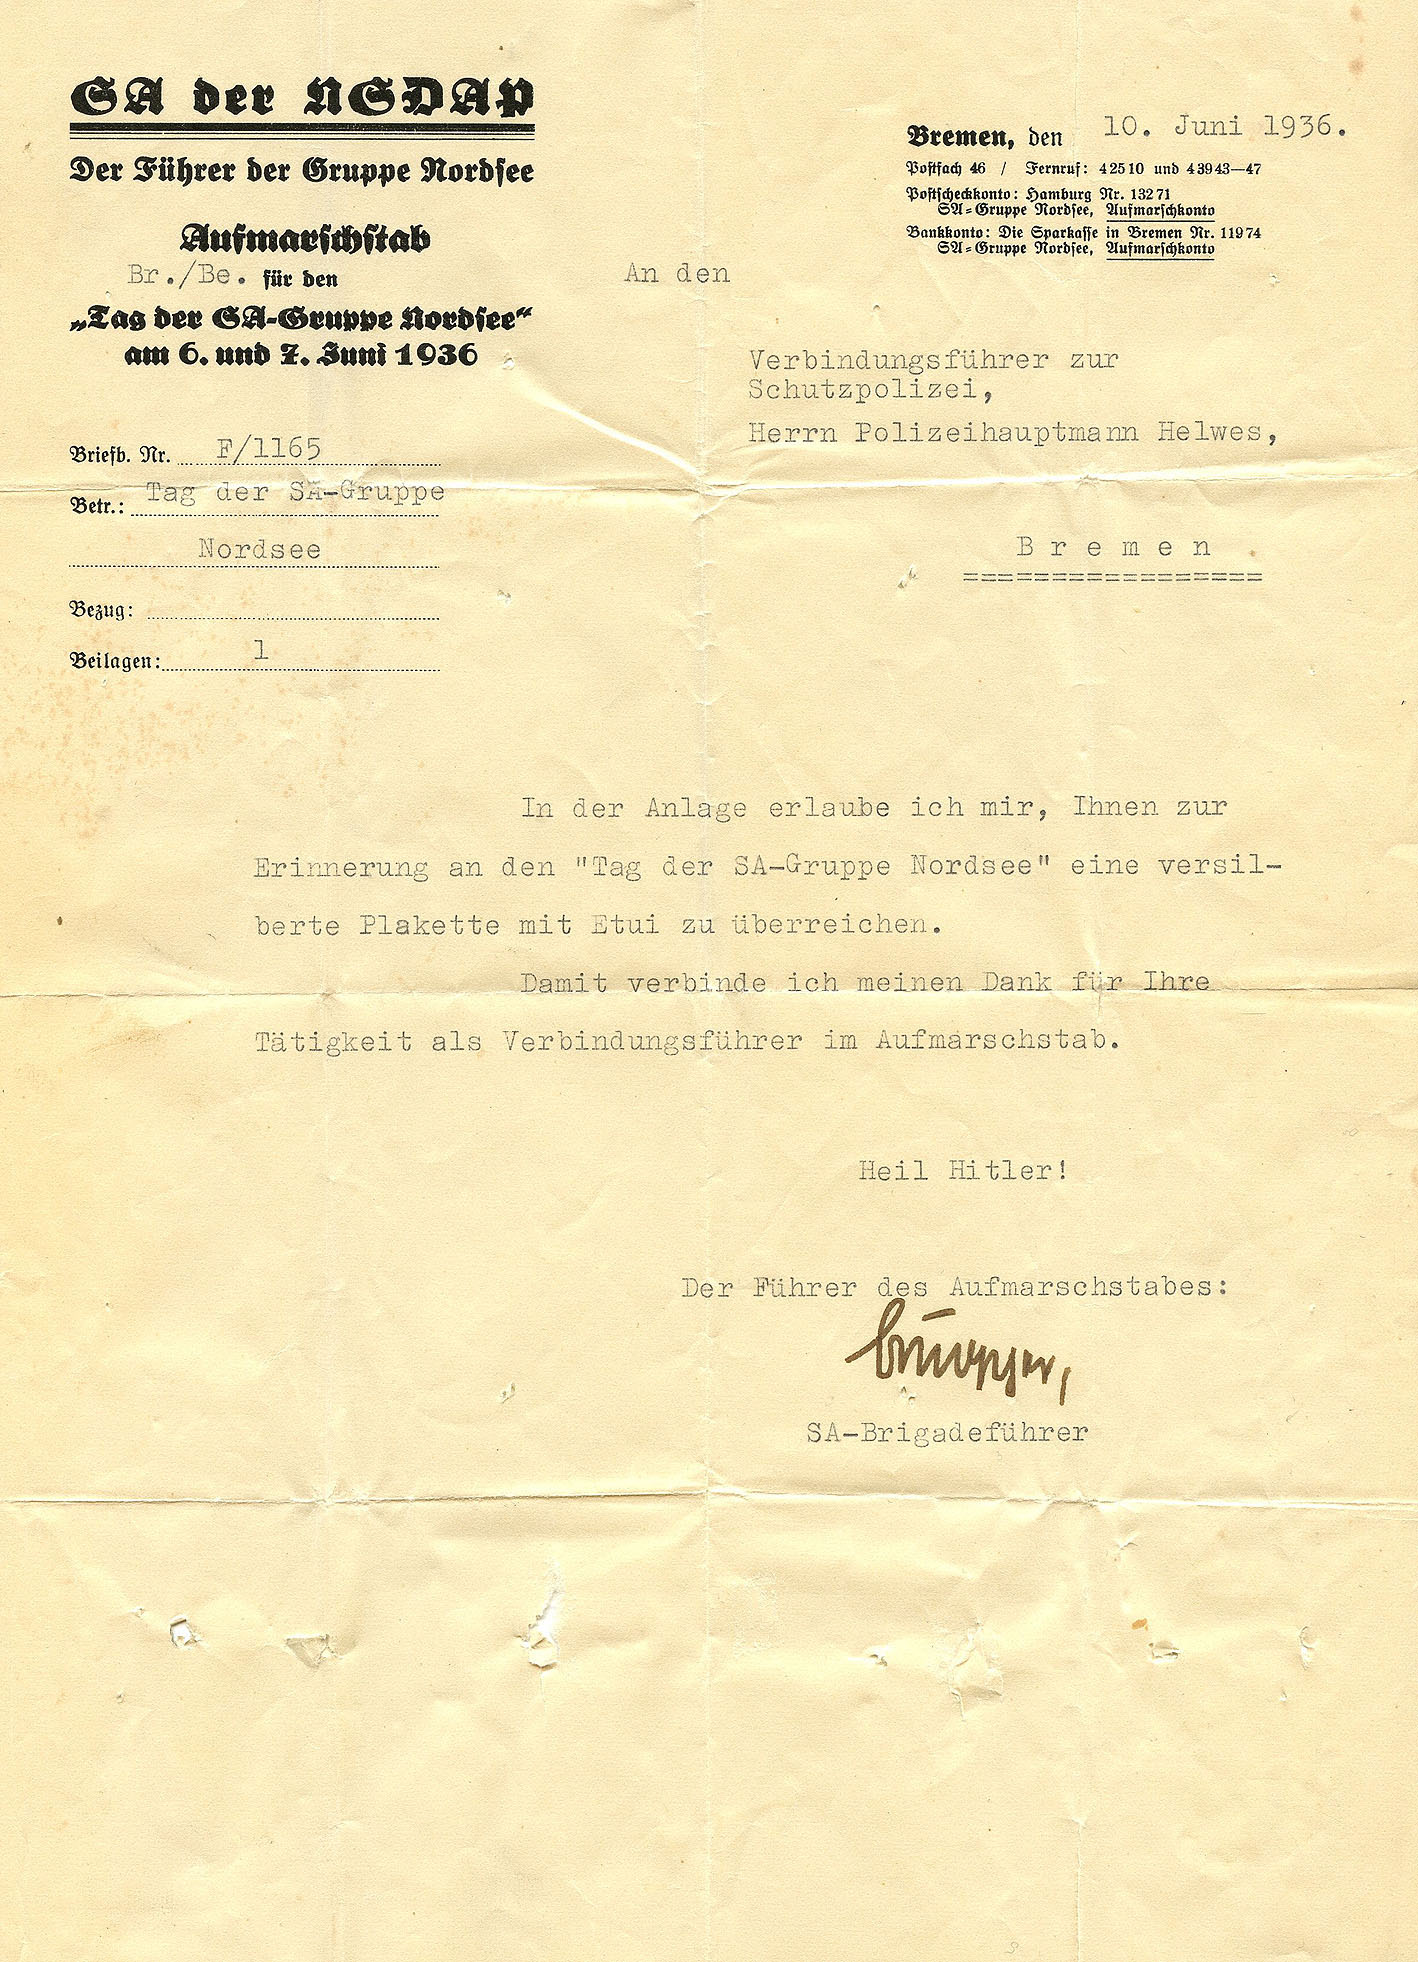 SA der NSDAP
Der Führer der Gruppe Nordsee
Aufmarschstab
Br./Be. für den
„Tag der SA-Gruppe Nordsee“
am 6. und 7. Juni 1936
Bremen, den 10. Juni 1936.
Postfach 46 / Fernruf: 42510 und 43943—47
Postscheckkonto: Hamburg Nr. 13271
SA-Gruppe Nordsee, Aufmarschkonto
Bankkonto: Die Sparkasse in Bremen Nr. 11974
SA-Gruppe Nordsee, Aufmarschkonto
An den
Verbindungsführer zur
Schutzpolizei,
Herrn Polizeihauptmann Helwes,
B r e m e n .
=================
Briefb. Nr. F/1165
Betr.: Tag der SA-Gruppe
Nordsee
Bezug:
Beilagen: 1
In der Anlage erlaube ich mir, Ihnen zur
Erinnerung an den "Tag der SA-Gruppe Nordsee" eine versil-
berte Plakette mit Etui zu überreichen.
Damit verbinde ich meinen Dank für Ihre
Tätigkeit als Verbindungsführer im Aufmarschstab.
Heil Hitler!
Der Führer des Aufmarschstabes:
SA-Brigadeführer